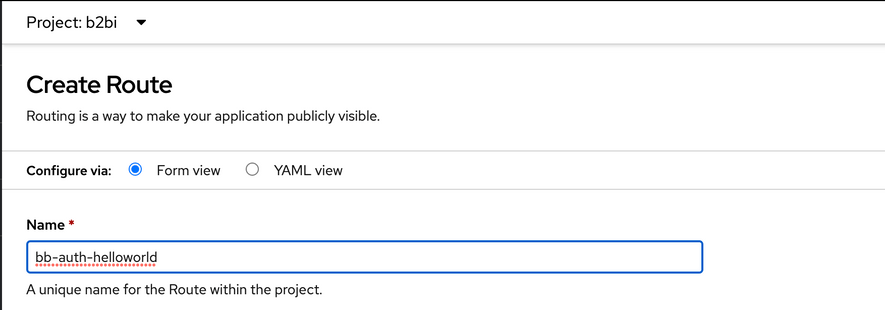 Project: b2bi
Create Route
Routing is a way to make your application publicly visible.
Configure via: Form view YAML view
Name *
bb-auth-helloworld
A unique name for the Route within the project.